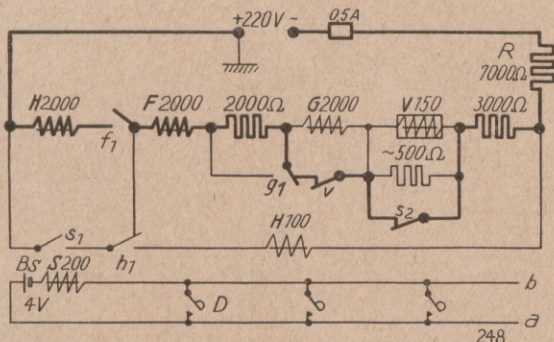 +220V- 0,5A
R
1000Ω
H2000 F2000 2000Ω G2000 V150 3000Ω
f1 ~500Ω
g1 v
s2
s1 h1 H100
BS S200 b
4V D
a
248